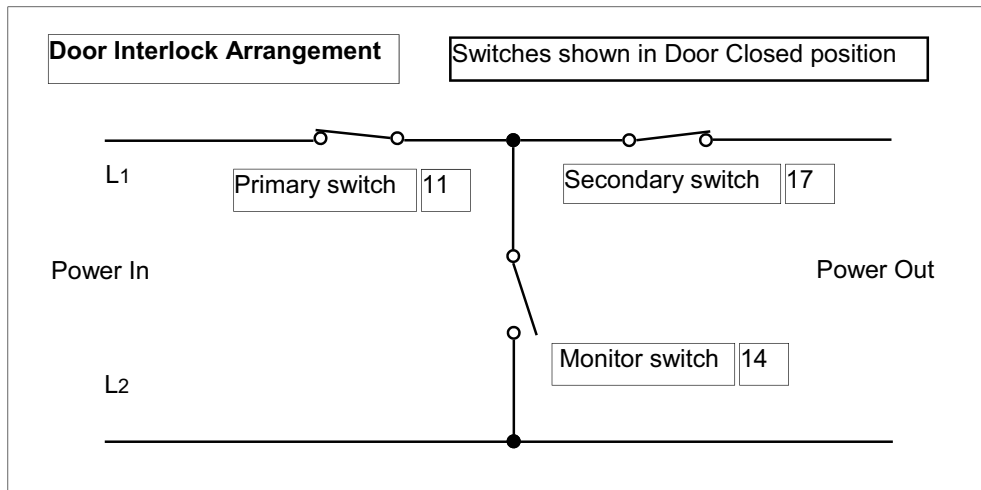 Door Interlock Arrangement
Switches shown in Door Closed position
L1
Primary switch 11
Secondary switch 17
Power In
Power Out
Monitor switch 14
L2